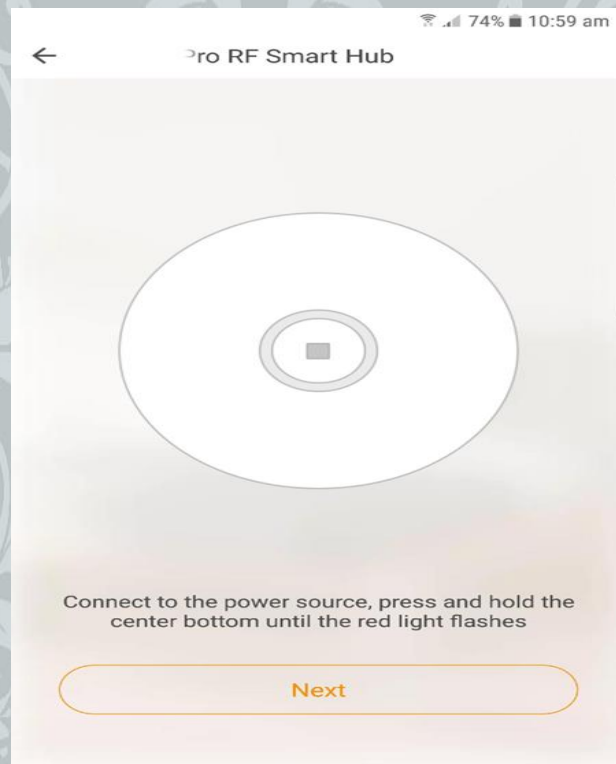 74% 10:59 am
Pro RF Smart Hub
Connect to the power source, press and hold the
center bottom until the red light flashes
Next